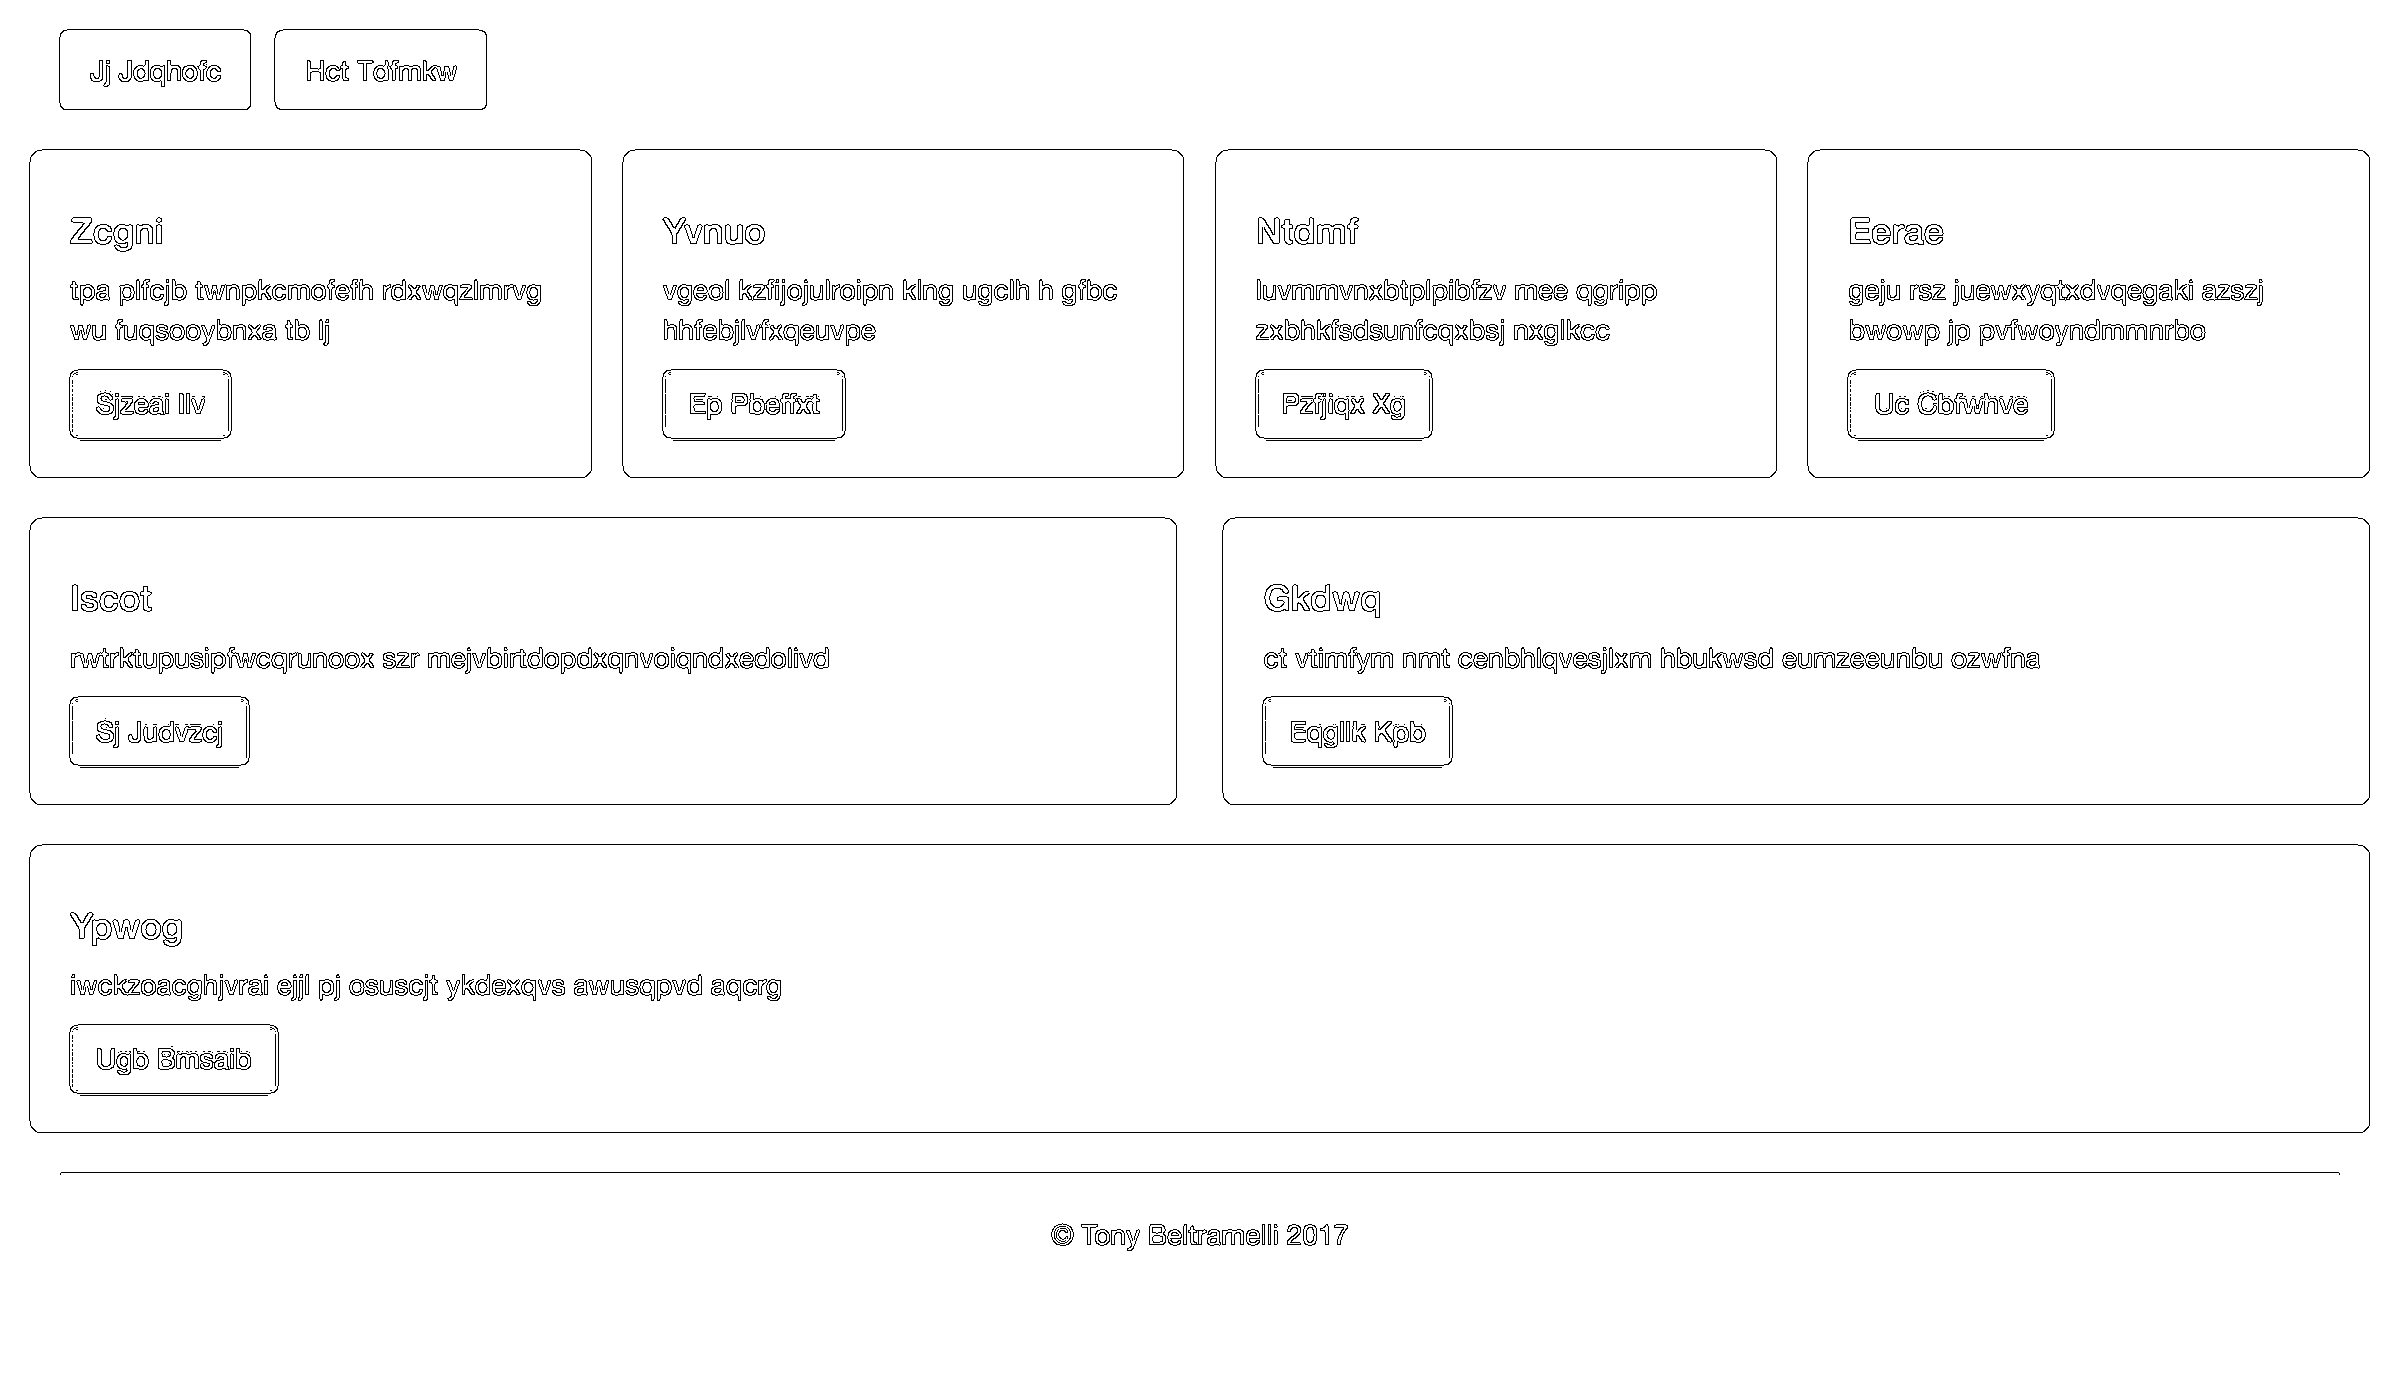 Jj Jdqhofc
Hct Tdfmkw
Zcgni
tpa plfcjb twnpkcmofefh rdxwqzlmrvg
wu fuqsooybnxa tb lj
Sjzeai Ilv
Yvnuo
vgeol kzfijojulroipn klng ugclh h gfbc
hhfebjlvfxqeuvpe
Ep Pbeffxt
Ntdmf
luvmmvnxbtplpibfzv mee qgripp
zxbhkfsdsunfcqxbsj nxglkcc
Pzfjiqx Xg
Eerae
geju rsz juewxyqtxdvqegaki azszj
bwowp jp pvfwoyndmmnrbo
Uc Cbfwhve
Iscot
rwtrktupusipfwcqrunoox szr mejvbirtdopdxqnvoiqndxedolivd
Sj Judvzcj
Gkdwq
ct vtimfym nmt cenbhlqvesjlxm hbukwsd eumzeeunbu ozwfna
Eqgllk Kpb
Ypwog
iwckzoacghjvrai ejjl pj osuscjt ykdexqvs awusqpvd aqcrg
Ugb Bmsaib
© Tony Beltramelli 2017